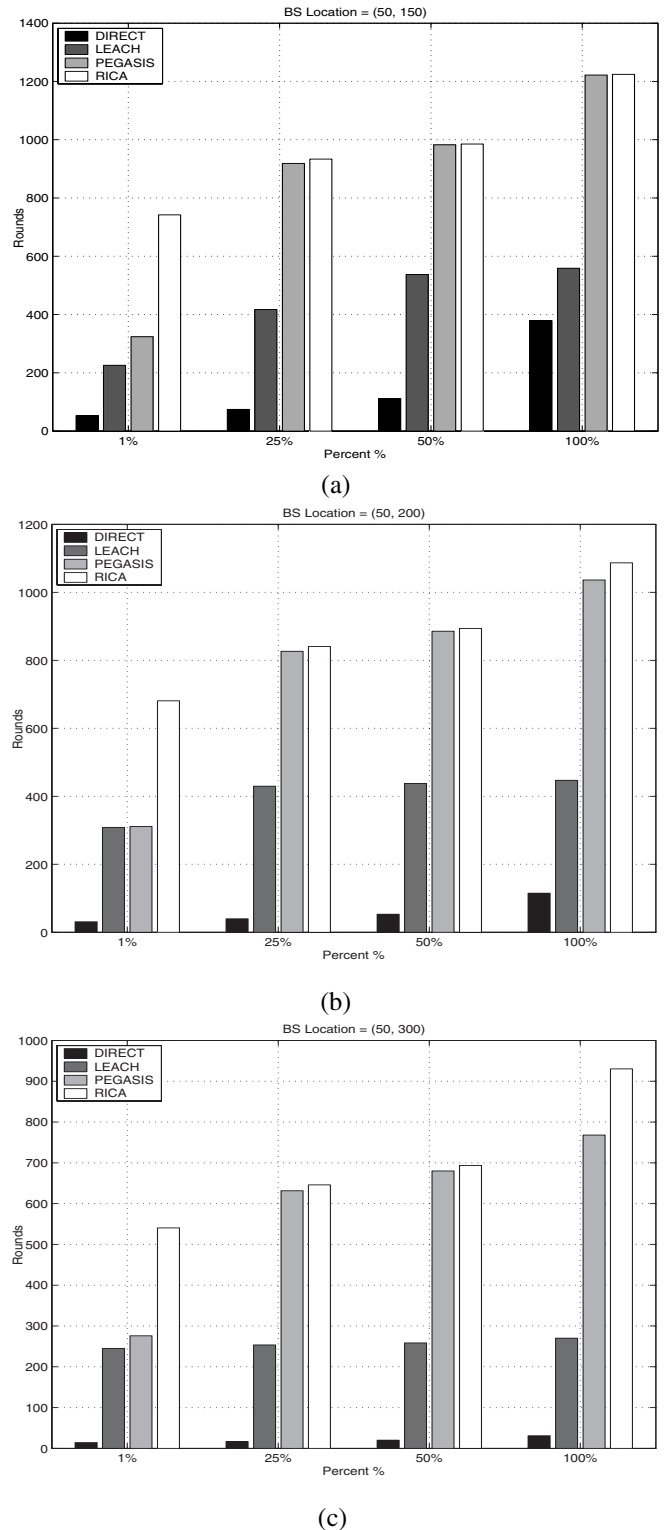 BS Location = (50, 150)
1400
1200
1000
800
600
400
200
0
Rounds
DIRECT
LEACH
PEGASIS
RICA
1% 25% 50% 100%
Percent %
(a)
BS Location = (50, 200)
1200
1000
800
600
400
200
0
Rounds
DIRECT
LEACH
PEGASIS
RICA
1% 25% 50% 100%
Percent %
(b)
BS Location = (50, 300)
1000
900
800
700
600
500
400
300
200
100
0
Rounds
DIRECT
LEACH
PEGASIS
RICA
1% 25% 50% 100%
Percent %
(c)